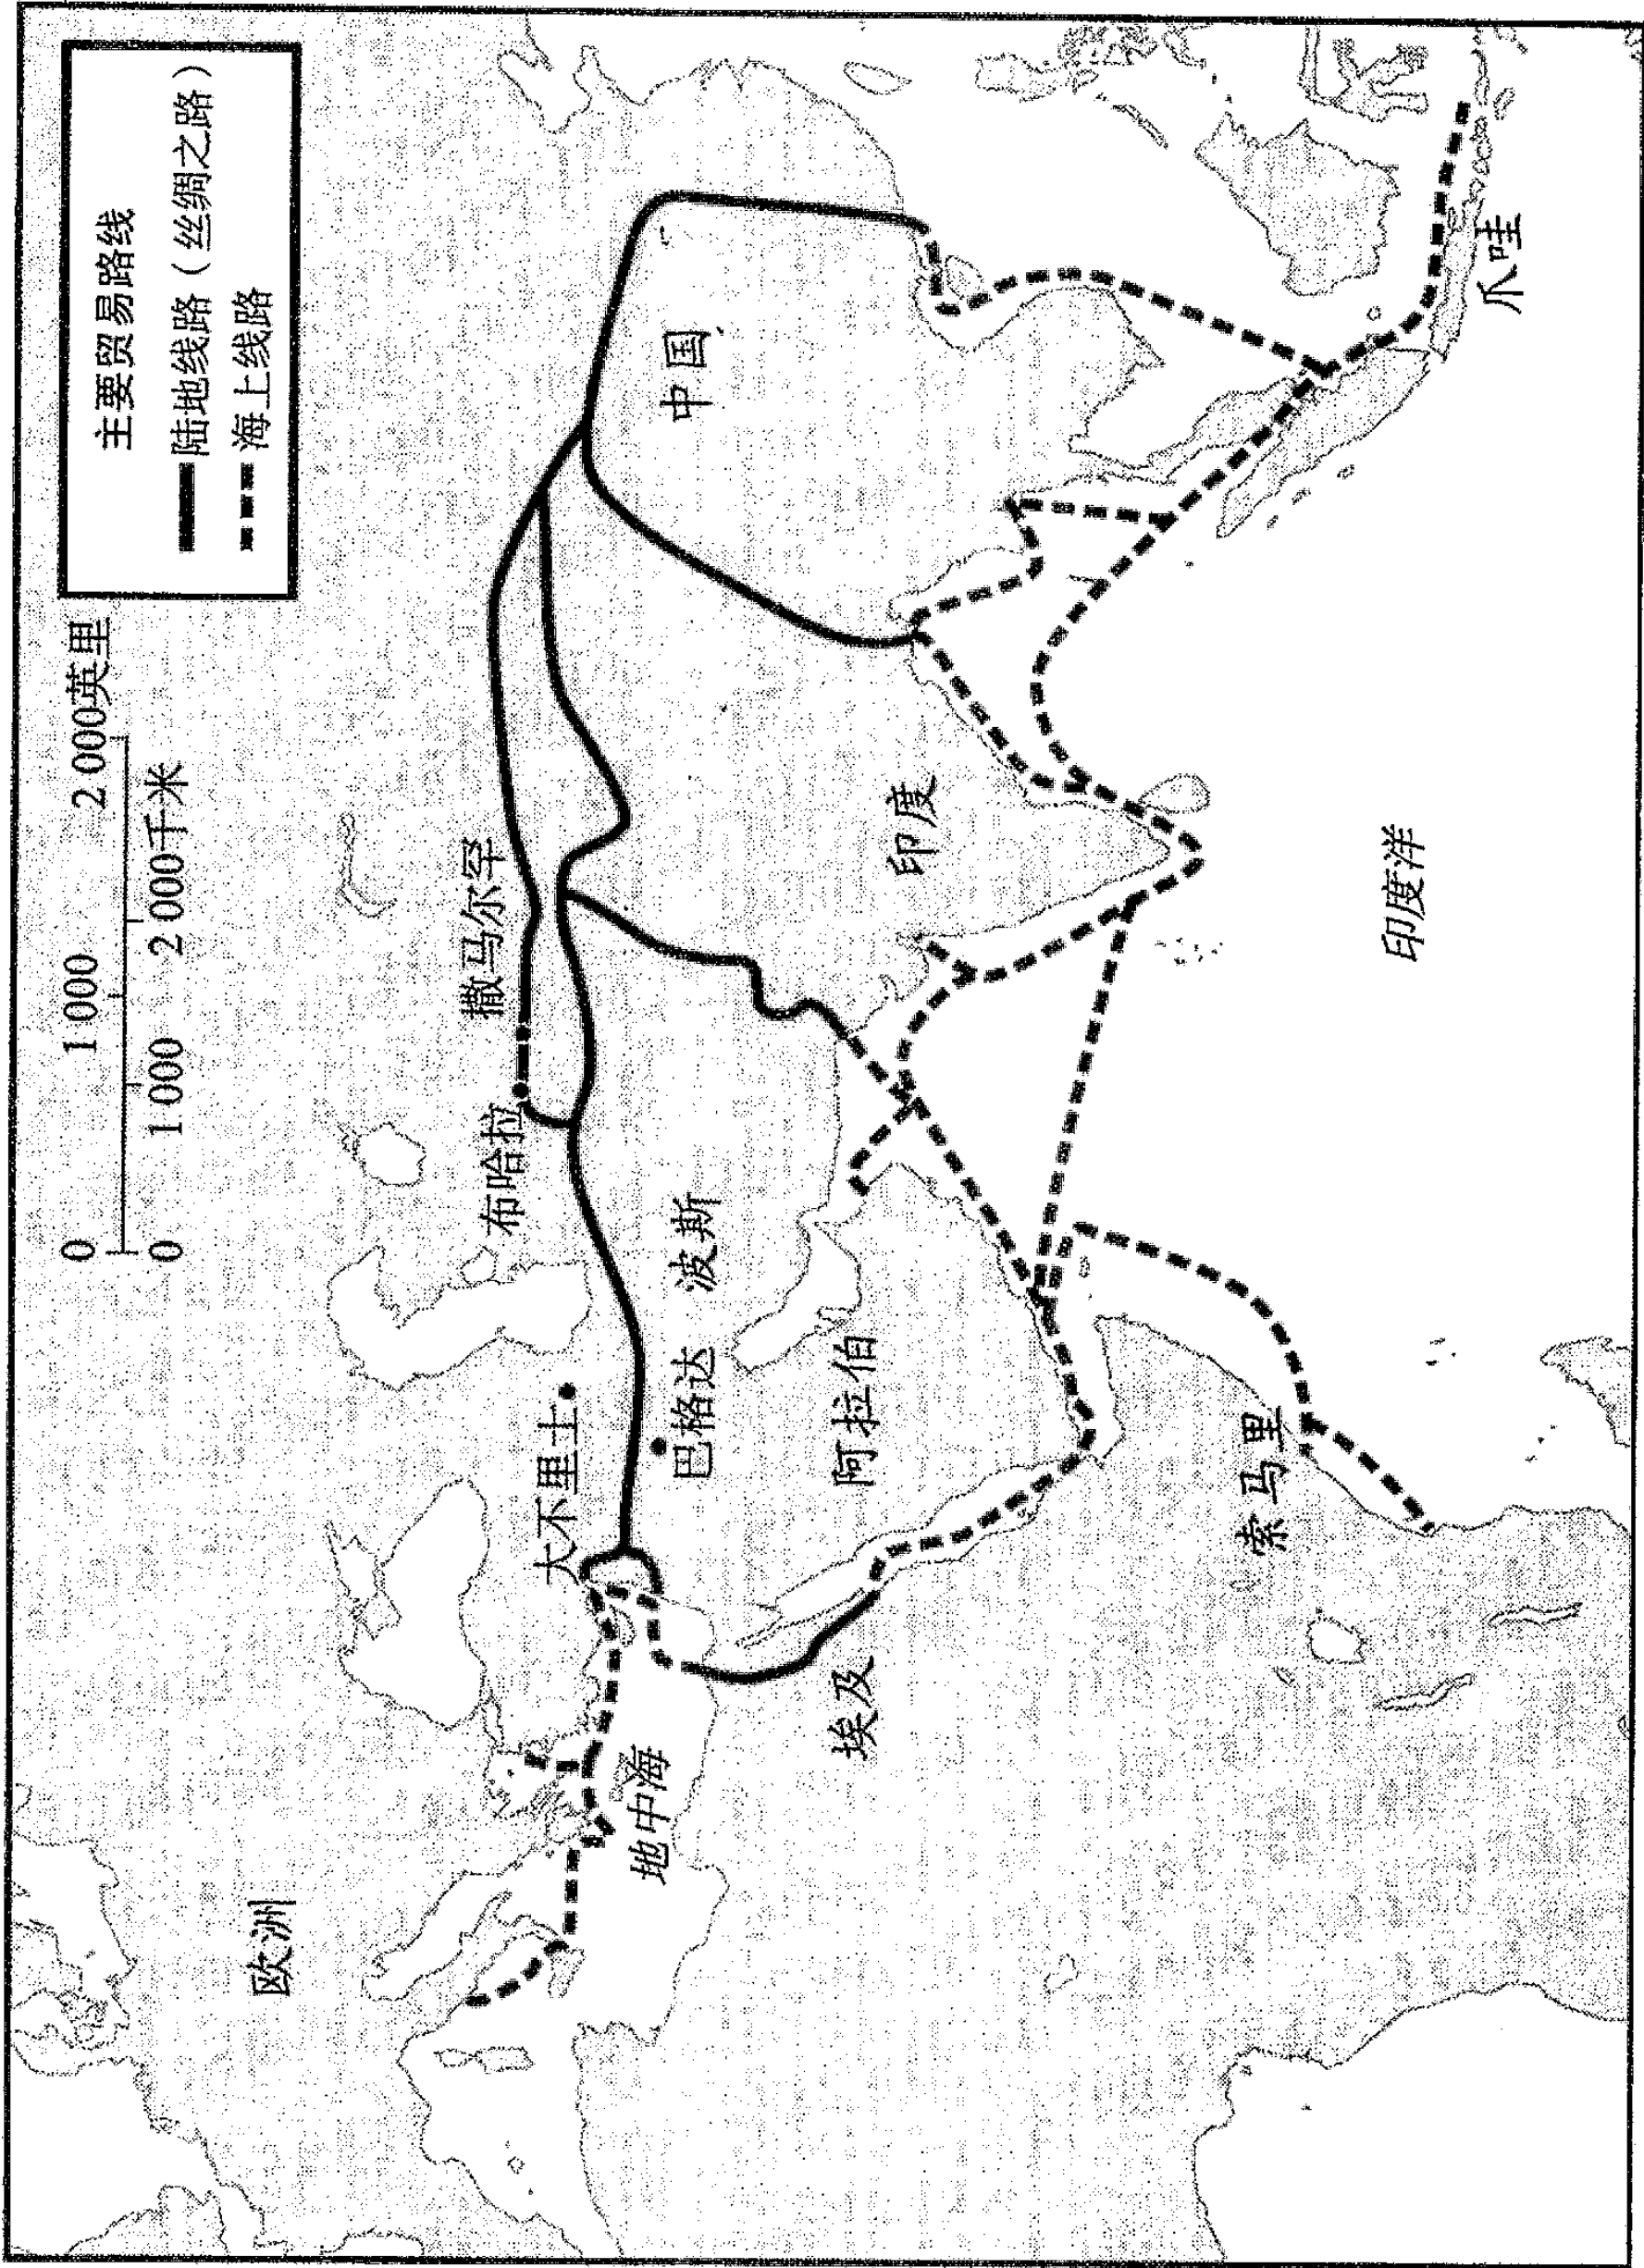 主要贸易路线
陆地线路（丝绸之路）
海上线路
0 1 000 2 000英里
0 1 000 2 000千米
欧洲
地中海
大不里士
巴格达
布哈拉
撒马尔罕
波斯
阿拉伯
埃及
索马里
中国
印度
印度洋
爪哇